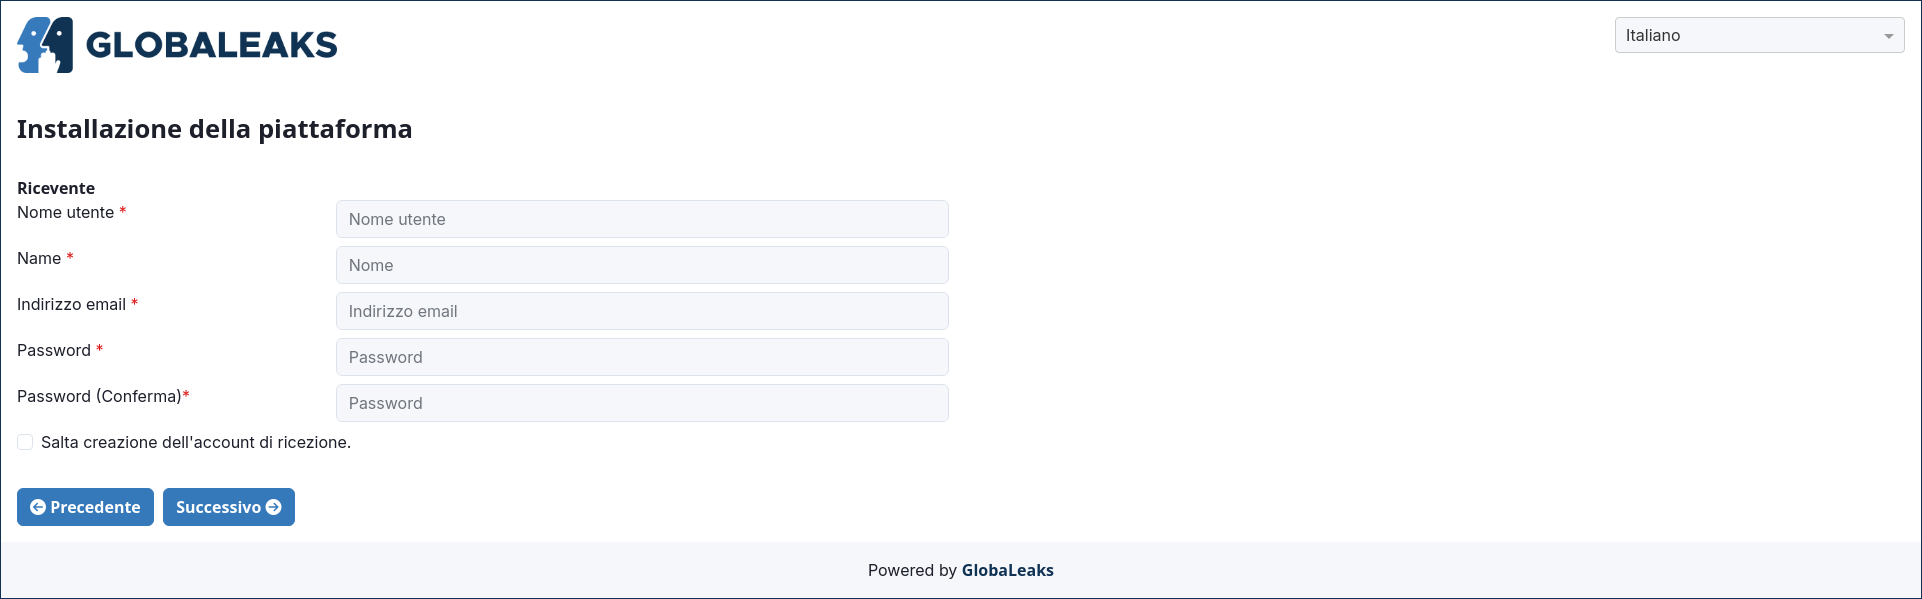 GLOBALEAKS
Italiano
Installazione della piattaforma
Ricevente
Nome utente *
Nome utente
Name *
Nome
Indirizzo email *
Indirizzo email
Password *
Password
Password (Conferma)*
Password
Salta creazione dell'account di ricezione.
Precedente
Successivo
Powered by GlobaLeaks